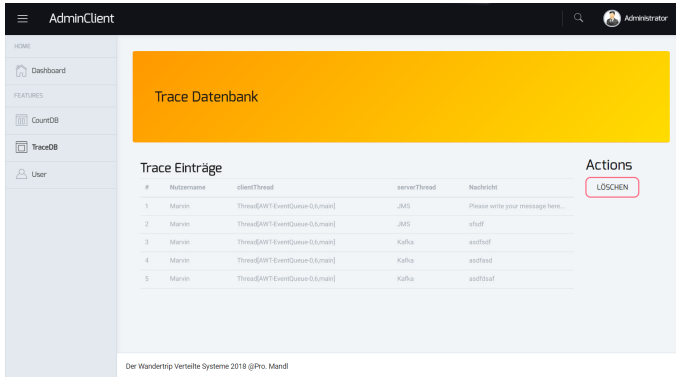 AdminClient
Administrator
HOME
Dashboard
FEATURES
CountDB
TraceDB
User
Trace Datenbank
Trace Einträge
# Nutzername clientThread serverThread Nachricht
1 Marvin Thread[AWT-EventQueue-0,6,main] JMS Please write your message here...
2 Marvin Thread[AWT-EventQueue-0,6,main] JMS sfidf
3 Marvin Thread[AWT-EventQueue-0,6,main] Kafka asdfsdf
4 Marvin Thread[AWT-EventQueue-0,6,main] Kafka asdfasd
5 Marvin Thread[AWT-EventQueue-0,6,main] Kafka asdfdsaf
Actions
LÖSCHEN
Der Wandertrip Verteilte Systeme 2018 @Pro. Mandl